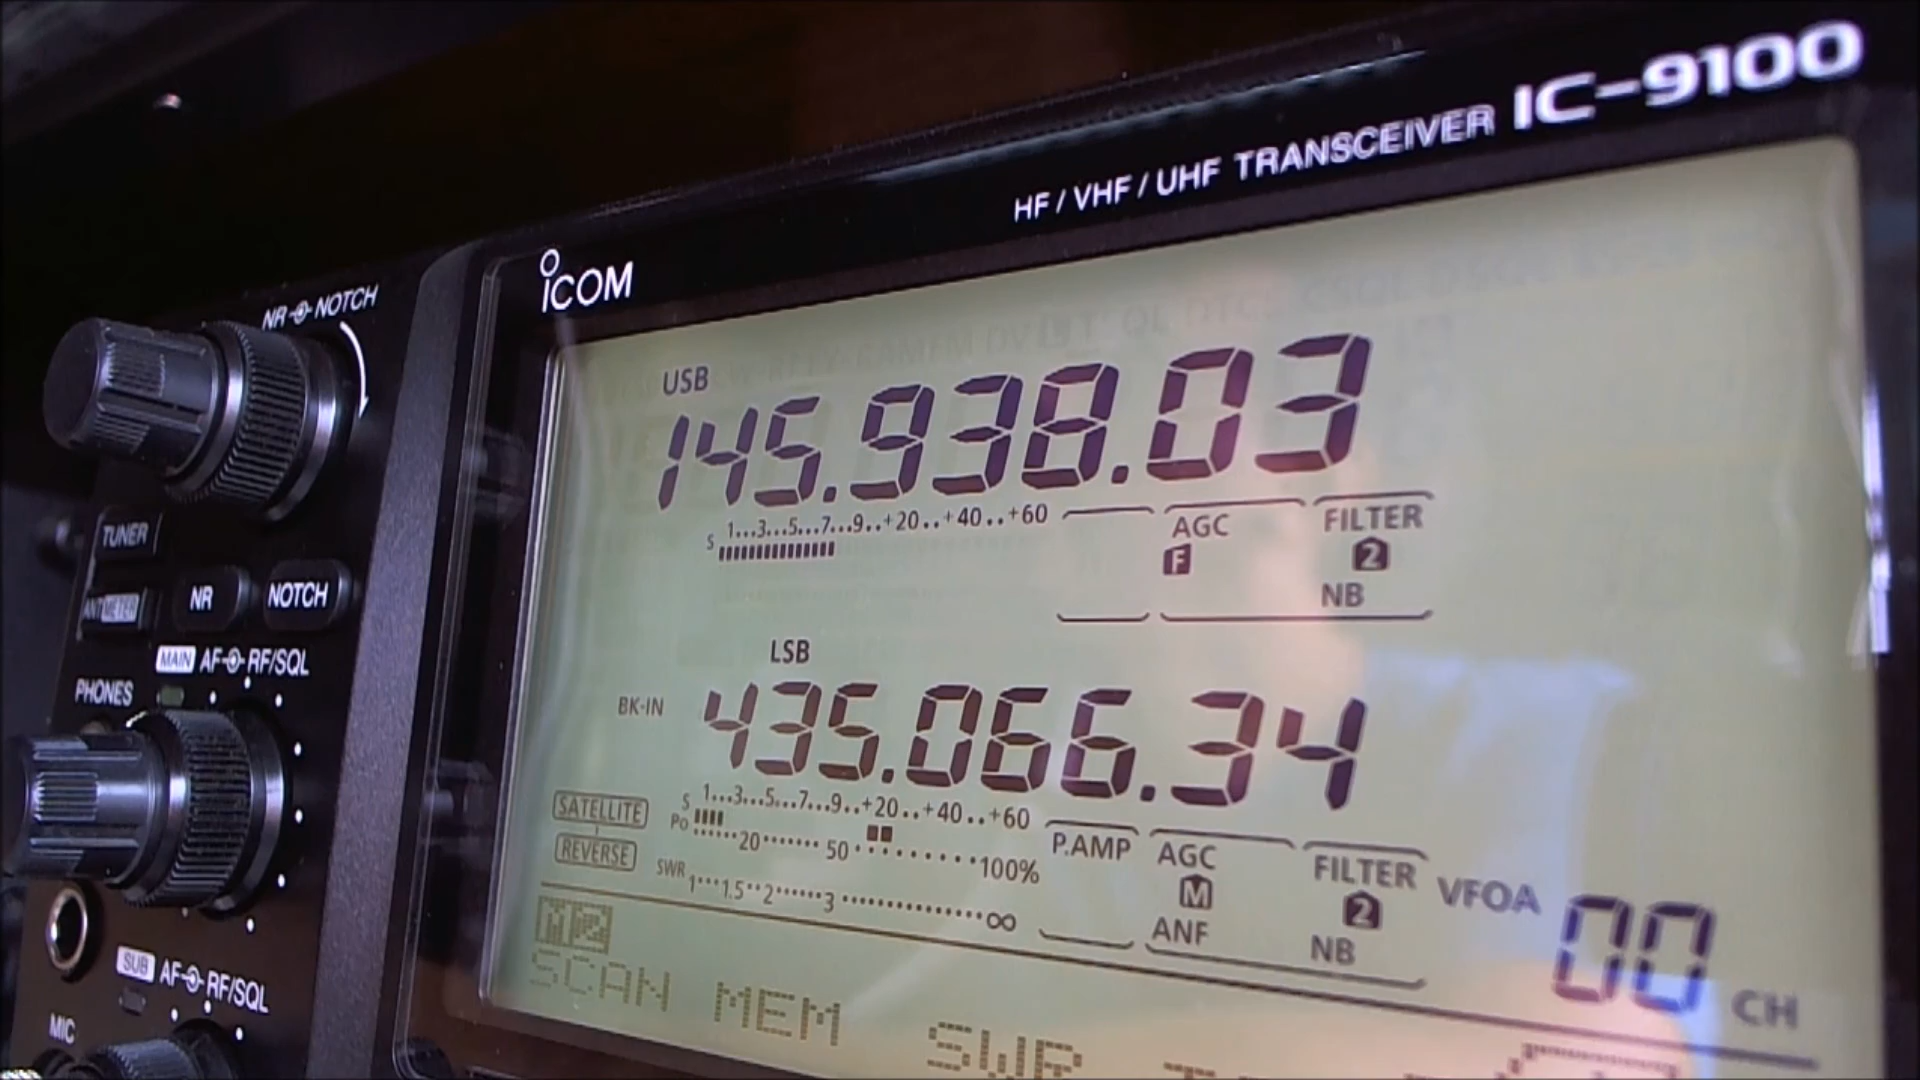 IC-9100
HF / VHF / UHF TRANSCEIVER
ICOM
NR NOTCH
USB
145.938.03
S 1...3...5...7...9..+20..+40..+60
AGC
F
FILTER
2
NB
TUNER
ANT METER
NR
NOTCH
MAIN AF RF/SQL
PHONES
LSB
BK-IN
435.066.34
SATELLITE
REVERSE
S 1...3...5...7...9..+20..+40..+60
Po 20 50 100%
SWR 1 1.5 2 3 ∞
P.AMP
AGC
M
ANF
FILTER
2
NB
VFOA
00 CH
M2
SCAN MEM SWR
SUB AF RF/SQL
MIC